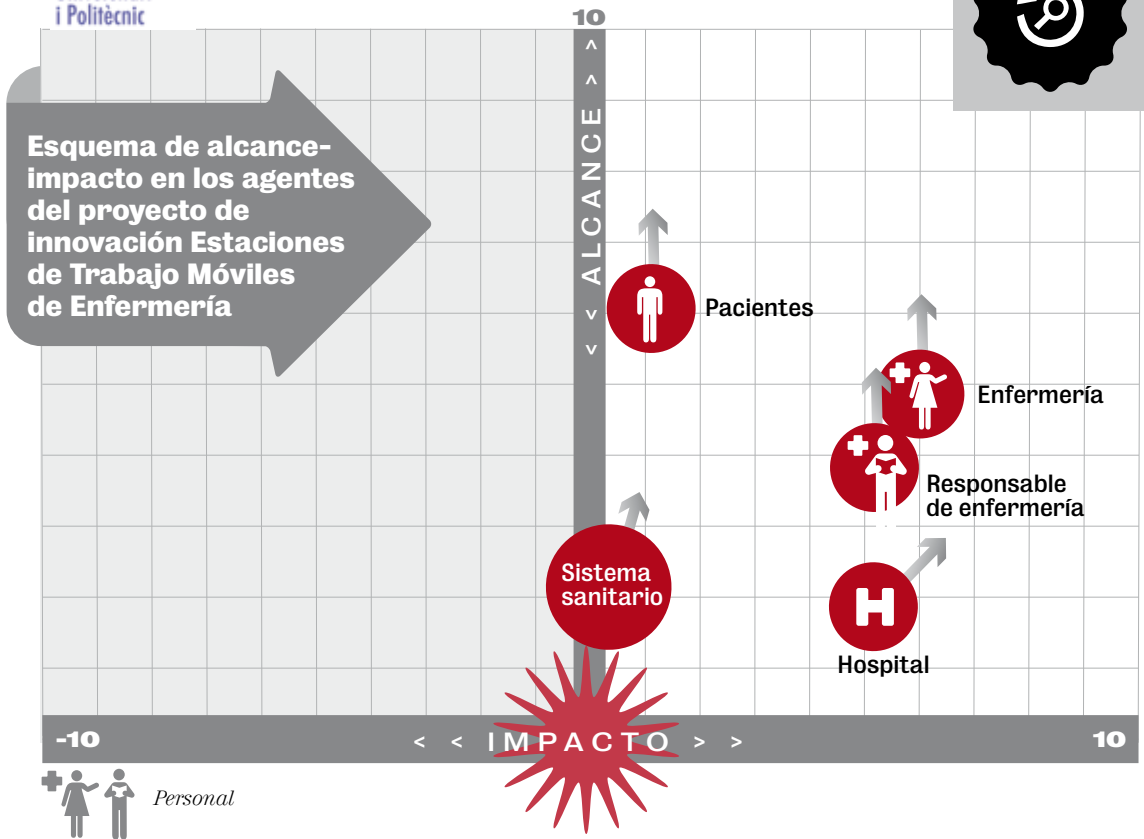 i Politècnic
10
Esquema de alcance-
impacto en los agentes
del proyecto de
innovación Estaciones
de Trabajo Móviles
de Enfermería
< < ALCANCE > >
Pacientes
Enfermería
Responsable
de enfermería
Sistema
sanitario
H
Hospital
-10
< < IMPACTO > >
10
Personal